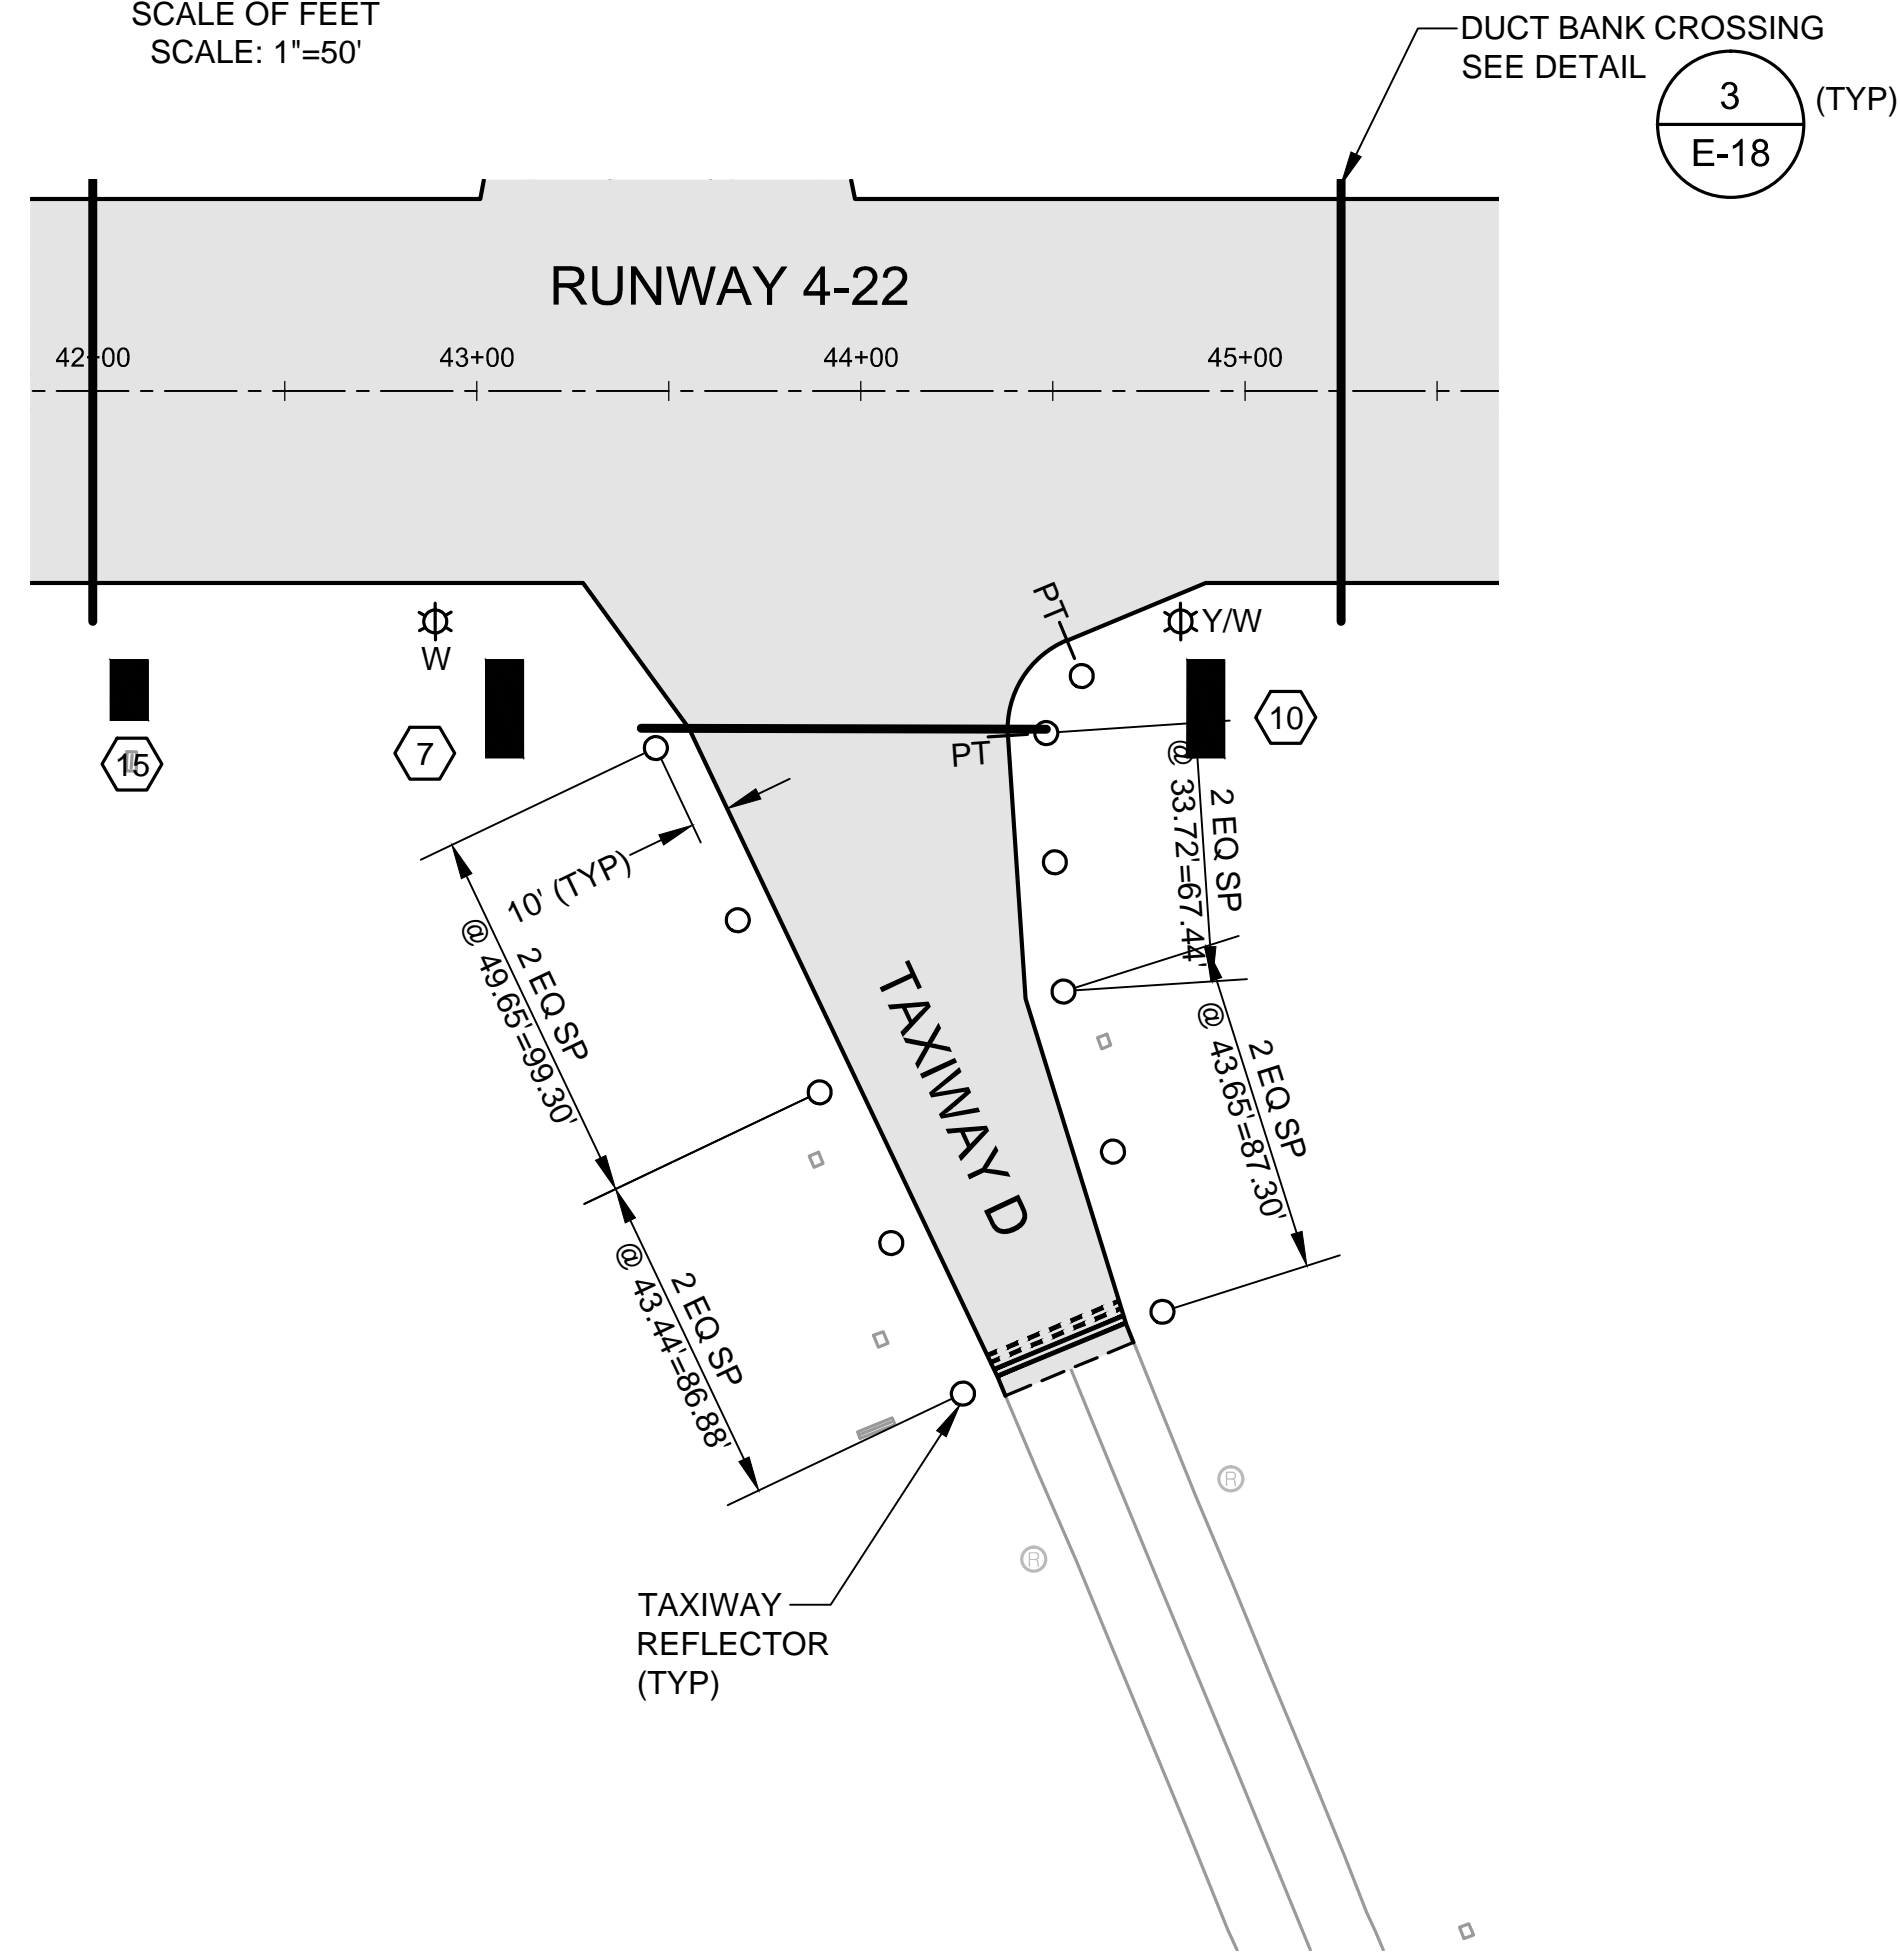 SCALE OF FEET
SCALE: 1"=50'
DUCT BANK CROSSING
SEE DETAIL
3
E-18
(TYP)
RUNWAY 4-22
42+00
43+00
44+00
45+00
PT
W
Y/W
15
7
10
PT
10' (TYP)
2 EQ SP
@ 33.72'=67.44'
2 EQ SP
@ 49.65'=99.30'
TAXIWAY D
2 EQ SP
@ 43.65'=87.30'
2 EQ SP
@ 43.44'=86.88'
R
R
TAXIWAY
REFLECTOR
(TYP)